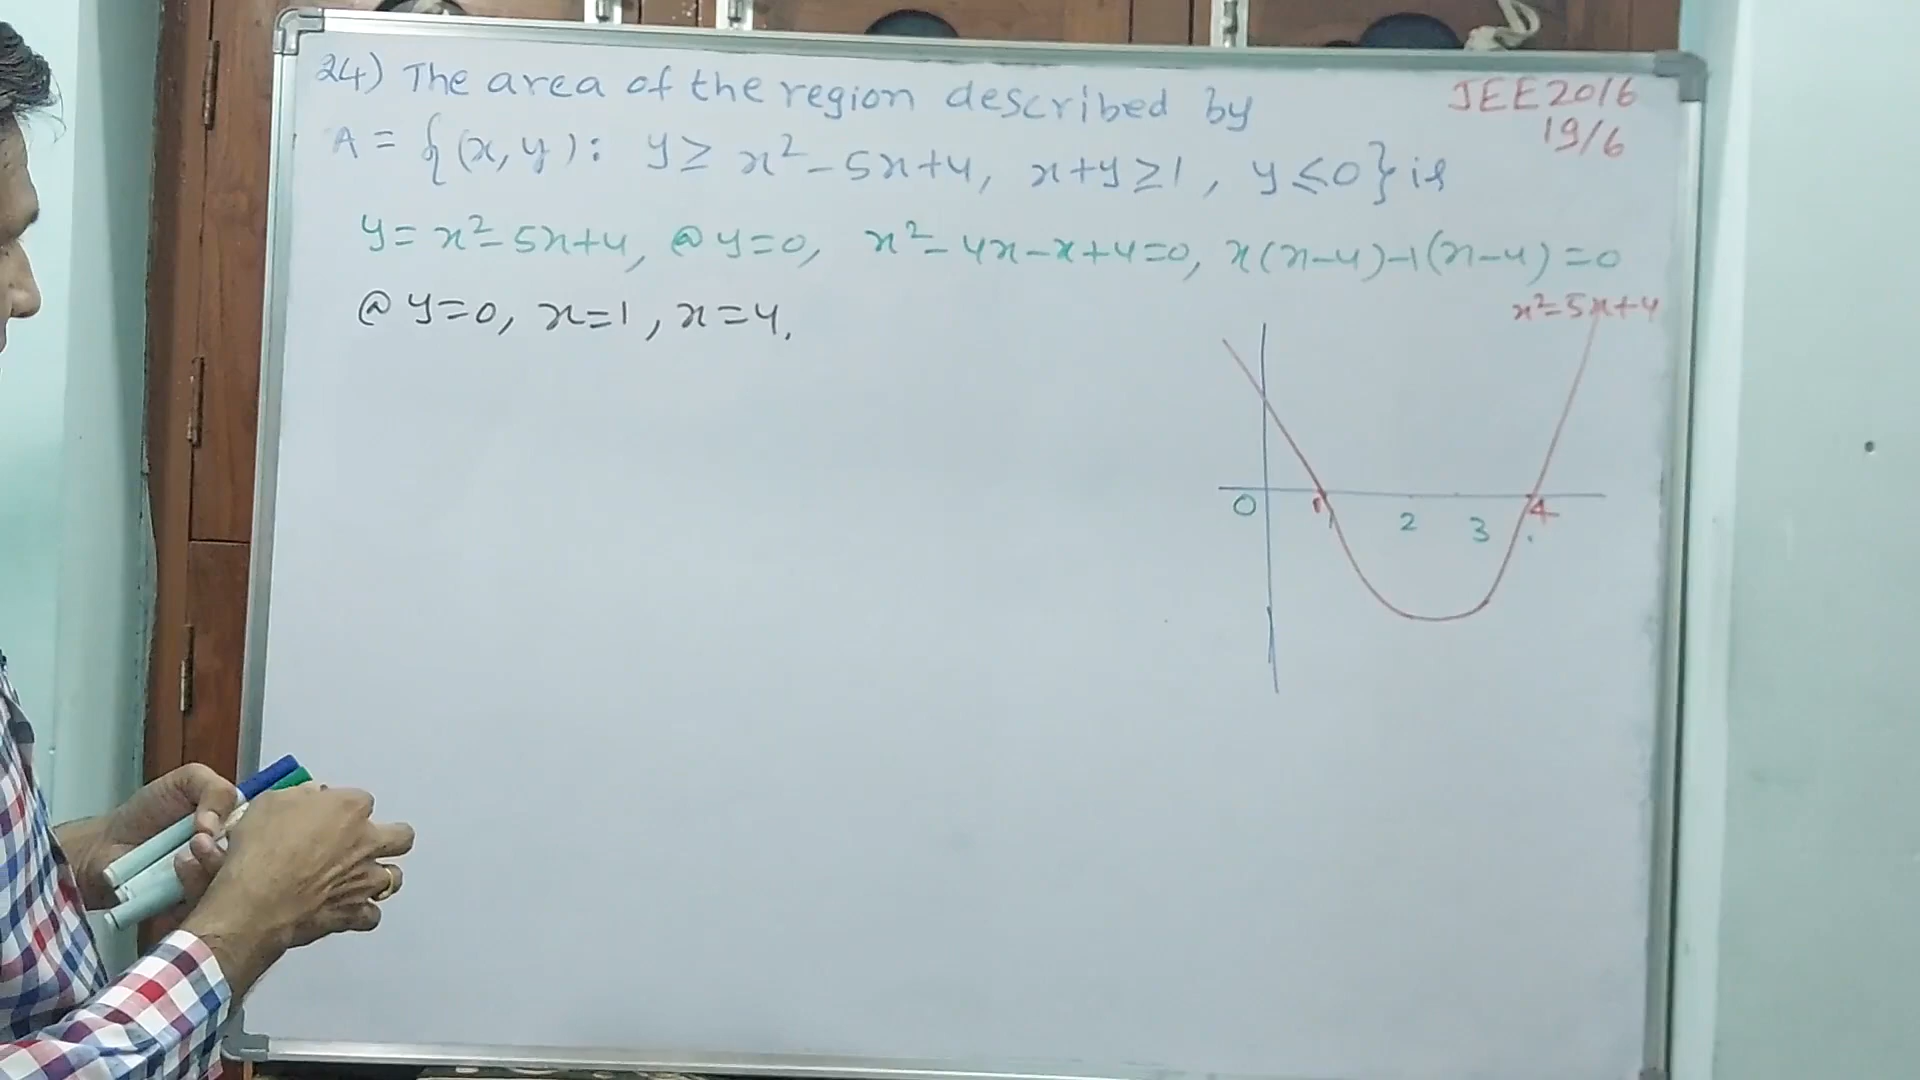 24) The area of the region described by
JEE2016
19/6
A = {(x,y): y≥ x²-5x+4, x+y≥1, y≤0} is
y=x²-5x+4, @y=0, x²-4x-x+4=0, x(x-4)-1(x-4)=0
@y=0, x=1, x=4.
x²-5x+4
0 1 2 3 4